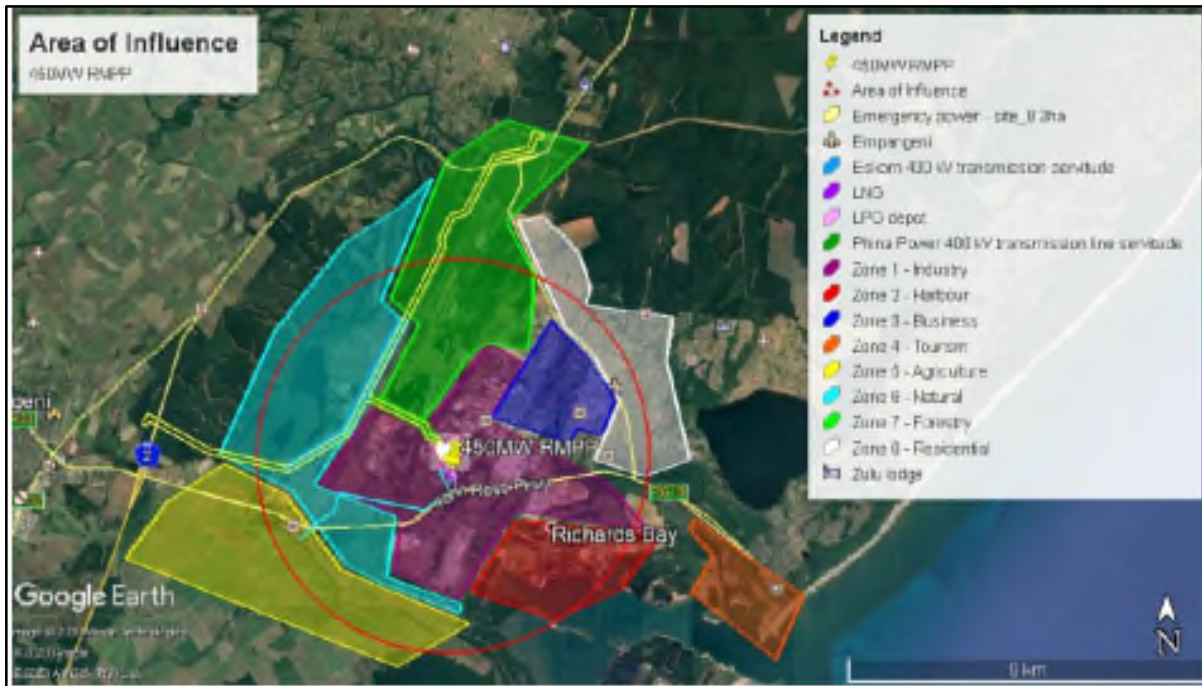 Area of Influence
450MW RMPP
Legend
450MW RMPP
Area of Influence
Emergency power - site_8.3ha
Empangeni
Eskom 400 kV transmission servitude
LNG
LPG depot
Phina Power 400 kV transmission line servitude
Zone 1 - Industry
Zone 2 - Harbour
Zone 3 - Business
Zone 4 - Tourism
Zone 5 - Agriculture
Zone 6 - Natural
Zone 7 - Forestry
Zone 8 - Residential
Zulu lodge
geni
450MW RMPP
Richards Bay
Google Earth
N
km